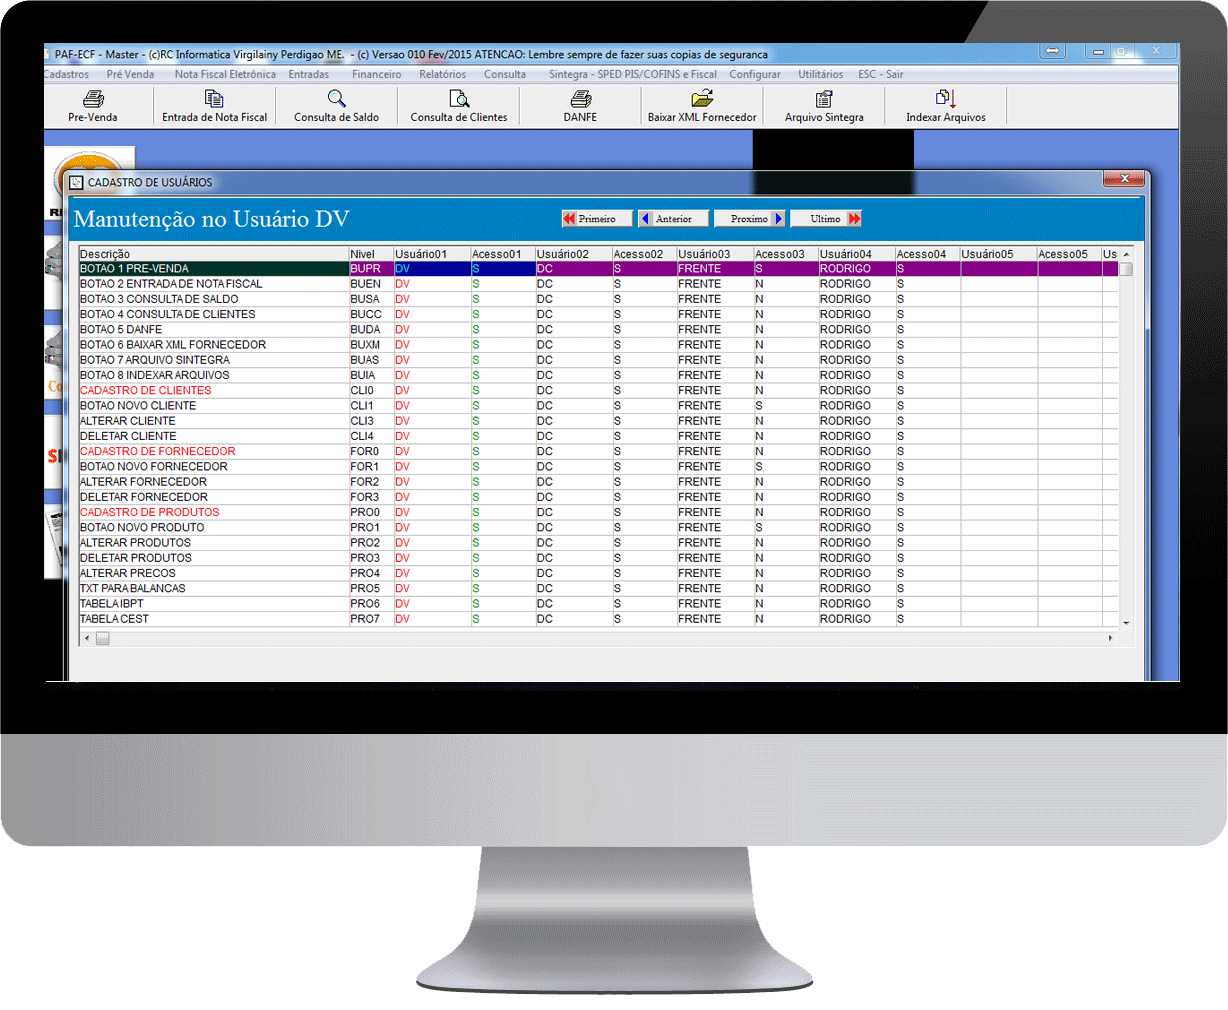 PAF-ECF - Master - (c)RC Informatica Virgilainy Perdigao ME. - (c) Versao 010 Fev/2015 ATENCAO: Lembre sempre de fazer suas copias de seguranca
Cadastros Pré Venda Nota Fiscal Eletrônica Entradas Financeiro Relatórios Consulta Sintegra - SPED PIS/COFINS e Fiscal Configurar Utilitários ESC - Sair
Pre-Venda Entrada de Nota Fiscal Consulta de Saldo Consulta de Clientes DANFE Baixar XML Fornecedor Arquivo Sintegra Indexar Arquivos
CADASTRO DE USUÁRIOS
Manutenção no Usuário DV Primeiro Anterior Proximo Ultimo
Descrição Nivel Usuário01 Acesso01 Usuário02 Acesso02 Usuário03 Acesso03 Usuário04 Acesso04 Usuário05 Acesso05 Us
BOTAO 1 PRE-VENDA BUPR DV S DC S FRENTE S RODRIGO S
BOTAO 2 ENTRADA DE NOTA FISCAL BUEN DV S DC S FRENTE N RODRIGO S
BOTAO 3 CONSULTA DE SALDO BUSA DV S DC S FRENTE N RODRIGO S
BOTAO 4 CONSULTA DE CLIENTES BUCC DV S DC S FRENTE N RODRIGO S
BOTAO 5 DANFE BUDA DV S DC S FRENTE N RODRIGO S
BOTAO 6 BAIXAR XML FORNECEDOR BUXM DV S DC S FRENTE N RODRIGO S
BOTAO 7 ARQUIVO SINTEGRA BUAS DV S DC S FRENTE N RODRIGO S
BOTAO 8 INDEXAR ARQUIVOS BUIA DV S DC S FRENTE N RODRIGO S
CADASTRO DE CLIENTES CLI0 DV S DC S FRENTE N RODRIGO S
BOTAO NOVO CLIENTE CLI1 DV S DC S FRENTE S RODRIGO S
ALTERAR CLIENTE CLI3 DV S DC S FRENTE N RODRIGO S
DELETAR CLIENTE CLI4 DV S DC S FRENTE N RODRIGO S
CADASTRO DE FORNECEDOR FOR0 DV S DC S FRENTE N RODRIGO S
BOTAO NOVO FORNECEDOR FOR1 DV S DC S FRENTE S RODRIGO S
ALTERAR FORNECEDOR FOR2 DV S DC S FRENTE N RODRIGO S
DELETAR FORNECEDOR FOR3 DV S DC S FRENTE N RODRIGO S
CADASTRO DE PRODUTOS PRO0 DV S DC S FRENTE N RODRIGO S
BOTAO NOVO PRODUTO PRO1 DV S DC S FRENTE S RODRIGO S
ALTERAR PRODUTOS PRO2 DV S DC S FRENTE N RODRIGO S
DELETAR PRODUTOS PRO3 DV S DC S FRENTE N RODRIGO S
ALTERAR PRECOS PRO4 DV S DC S FRENTE N RODRIGO S
TXT PARA BALANCAS PRO5 DV S DC S FRENTE N RODRIGO S
TABELA IBPT PRO6 DV S DC S FRENTE N RODRIGO S
TABELA CEST PRO7 DV S DC S FRENTE N RODRIGO S